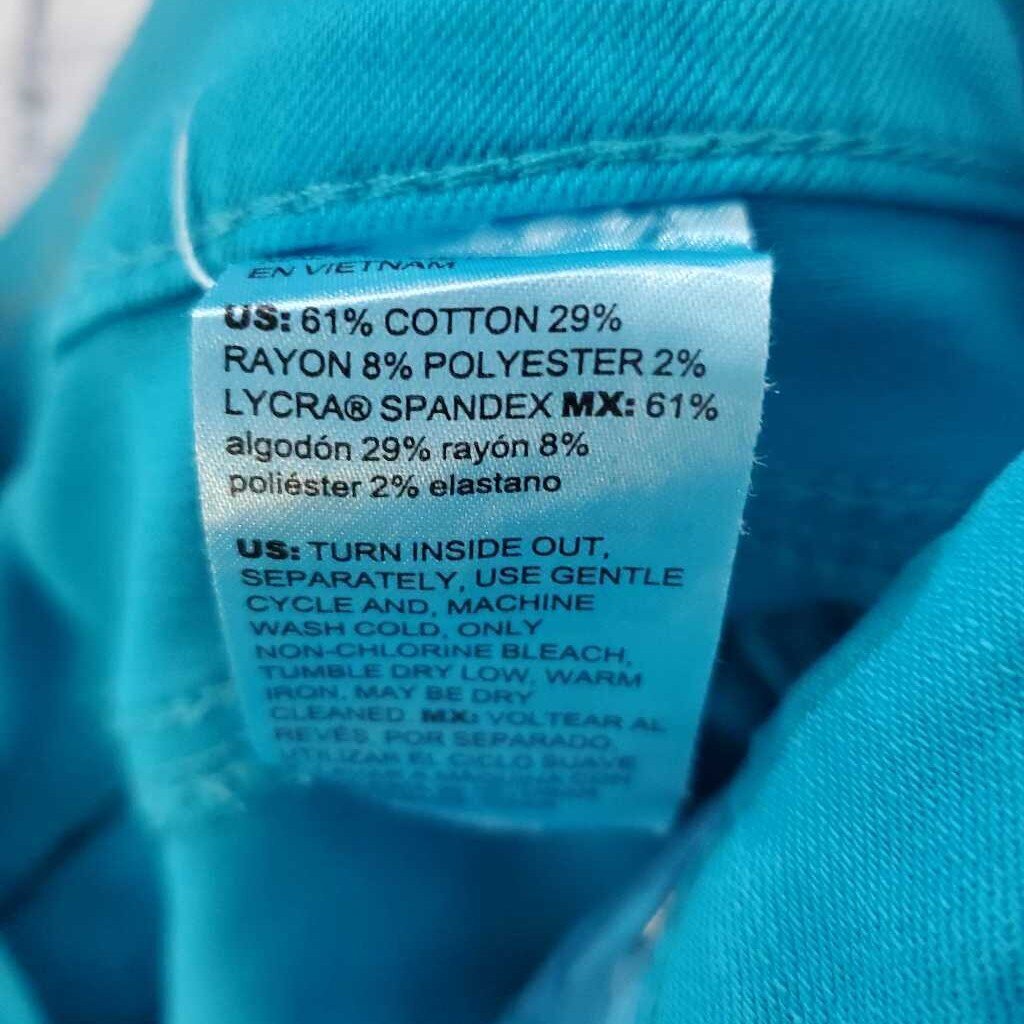 EN VIETNAM
US: 61% COTTON 29%
RAYON 8% POLYESTER 2%
LYCRA® SPANDEX MX: 61%
algodón 29% rayón 8%
poliéster 2% elastano
US: TURN INSIDE OUT,
SEPARATELY, USE GENTLE
CYCLE AND, MACHINE
WASH COLD, ONLY
NON-CHLORINE BLEACH,
TUMBLE DRY LOW, WARM
IRON, MAY BE DRY
CLEANED. MX: VOLTEAR AL
REVÉS, POR SEPARADO,
UTILIZAR EL CICLO SUAVE
A MAQUINA CON